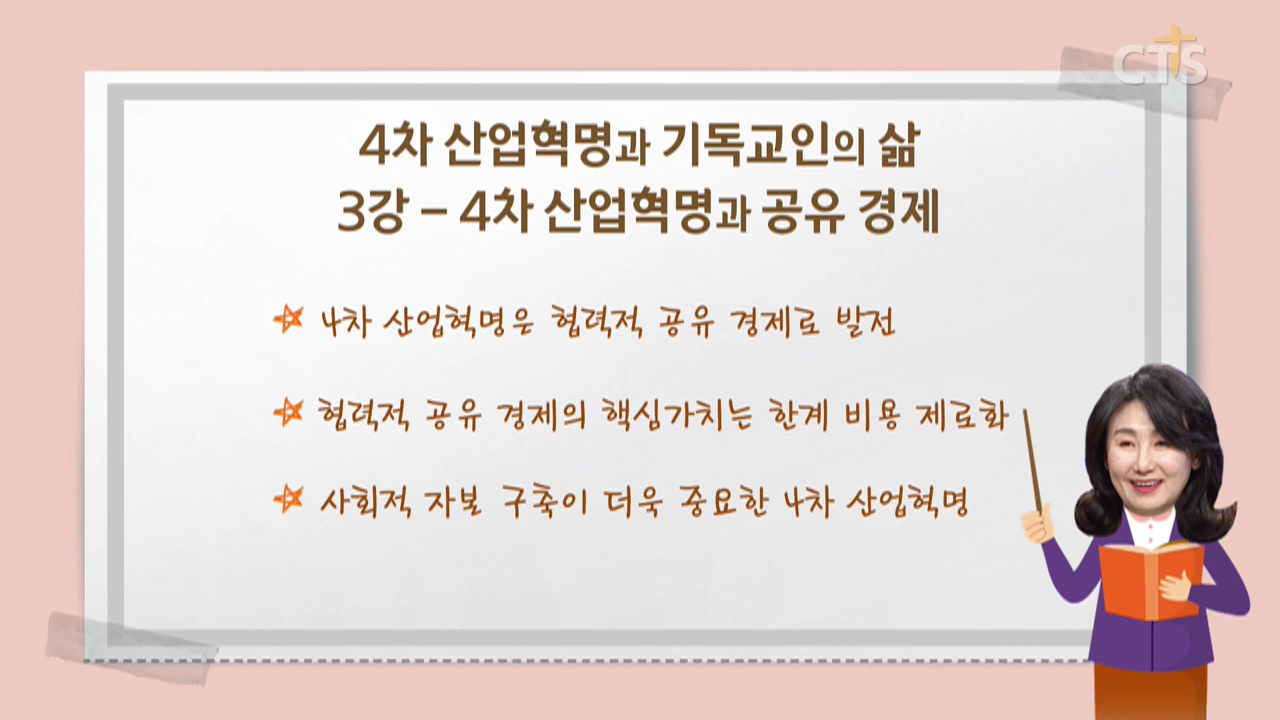 CTS
4차 산업혁명과 기독교인의 삶
3강 – 4차 산업혁명과 공유 경제
4차 산업혁명은 협력적 공유 경제로 발전
협력적 공유 경제의 핵심가치는 한계 비용 제로화
사회적 자본 구축이 더욱 중요한 4차 산업혁명